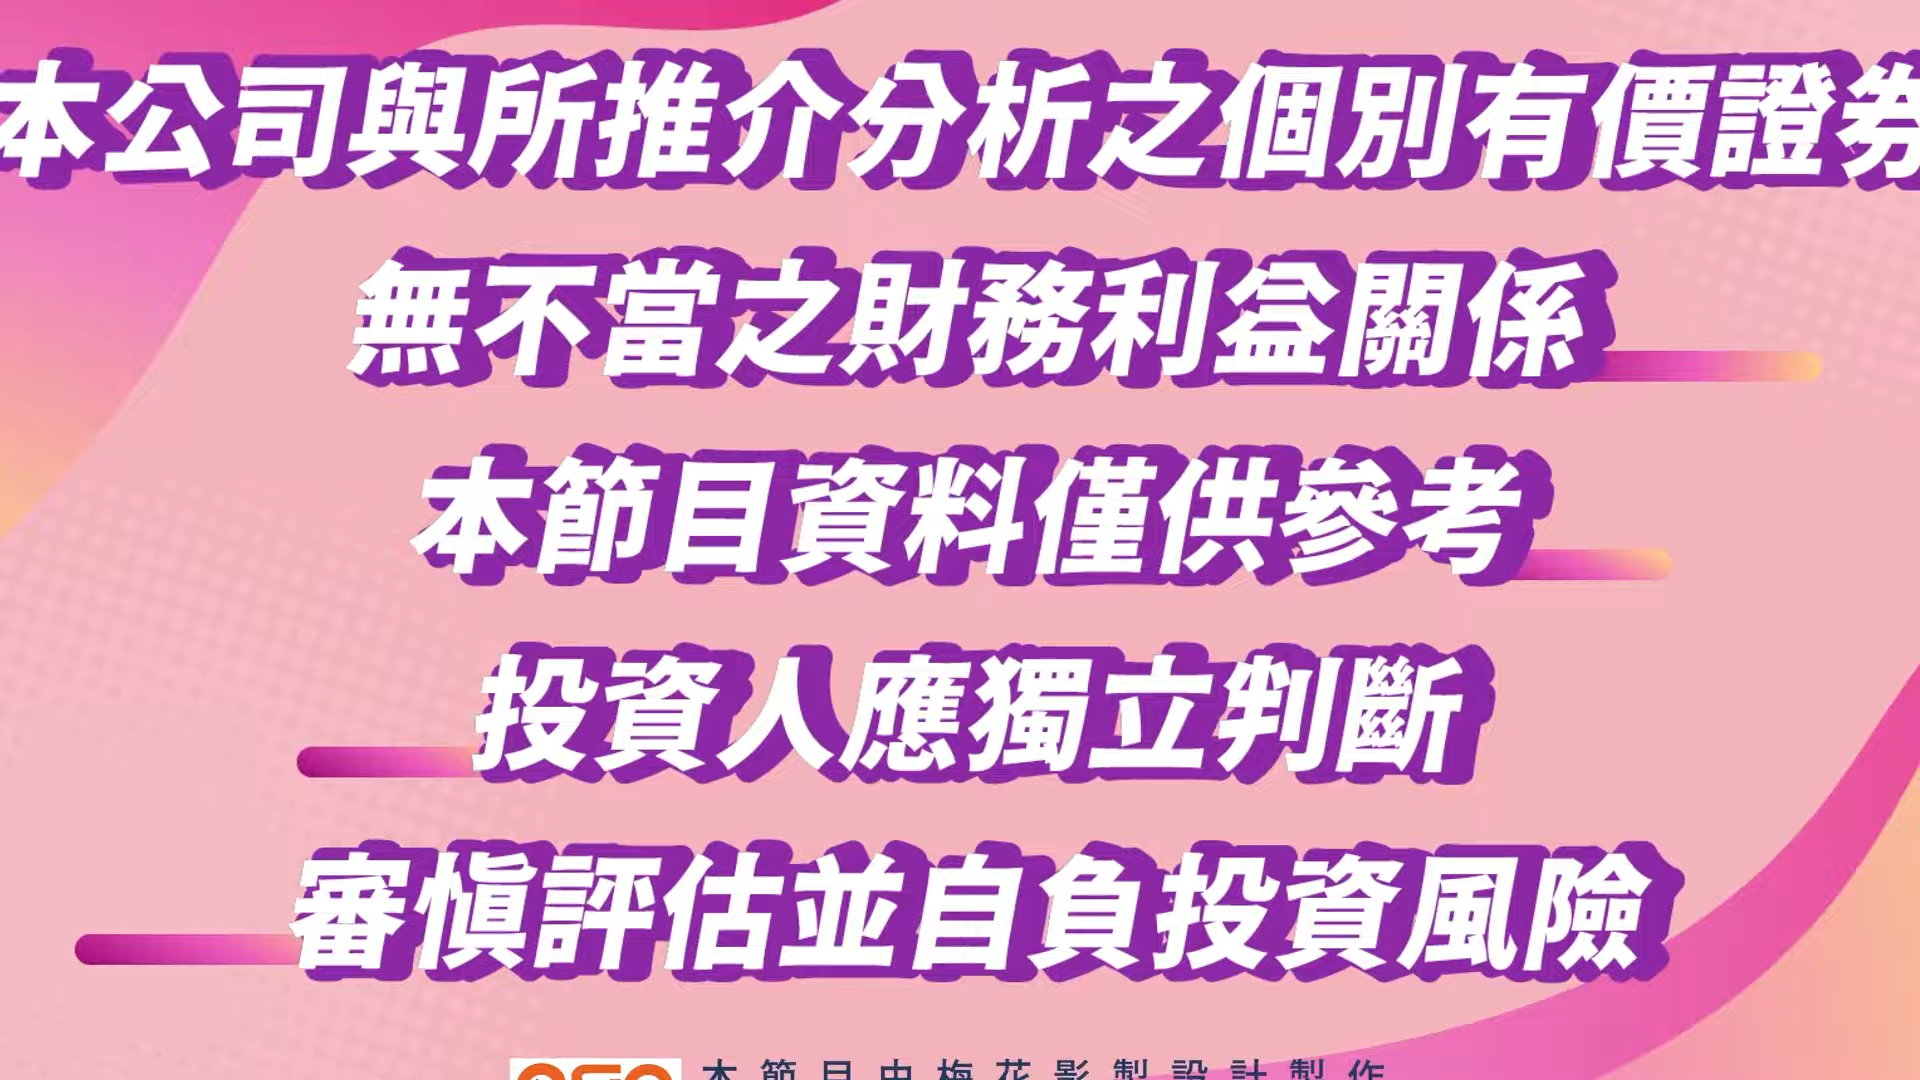 本公司與所推介分析之個別有價證券
無不當之財務利益關係
本節目資料僅供參考
投資人應獨立判斷
審慎評估並自負投資風險
本節目由梅花影製設計製作